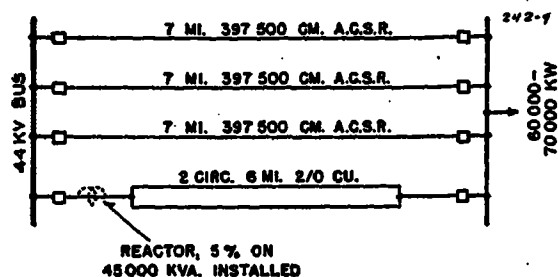 242-9
7 MI. 397 500 CM. A.C.S.R.
7 MI. 397 500 CM. A.C.S.R.
7 MI. 397 500 CM. A.C.S.R.
44 KV BUS
60000-
70000 KW
2 CIRC. 6 MI. 2/0 CU.
REACTOR, 5% ON
45000 KVA. INSTALLED